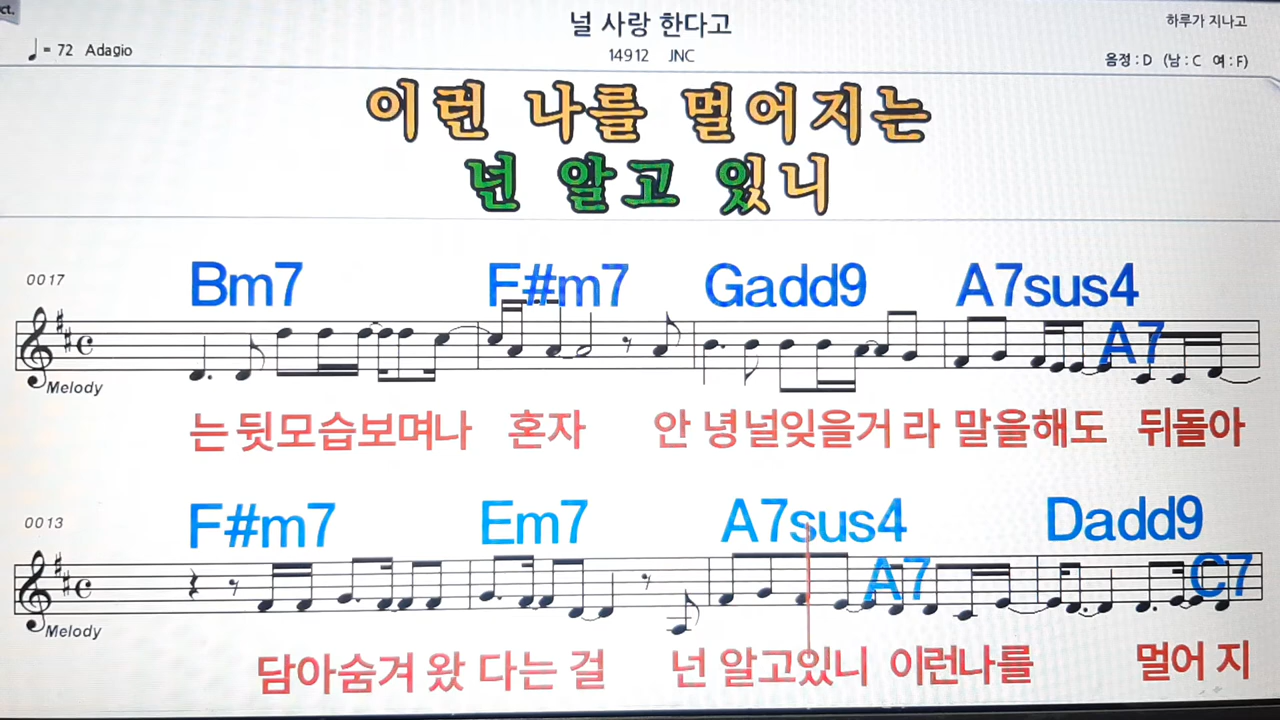 ct.
널 사랑 한다고
하루가 지나고
♩= 72 Adagio
14912 JNC
음정 : D (남 : C 여 : F)
이런 나를 멀어지는
넌 알고 있니
0017
Bm7 F#m7 Gadd9 A7sus4 A7
Melody
는 뒷모습보며나 혼자 안 녕널잊을거 라 말을해도 뒤돌아
0013
F#m7 Em7 A7sus4 A7 Dadd9 C7
Melody
담아숨겨 왔 다는 걸 넌 알고있니 이런나를 멀어 지